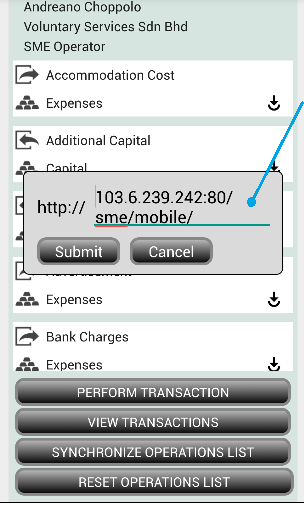 Andreano Choppolo
Voluntary Services Sdn Bhd
SME Operator
Accommodation Cost
Expenses
Additional Capital
Capital
http:// 103.6.239.242:80/
sme/mobile/
Submit Cancel
Advertisement
Expenses
Bank Charges
Expenses
PERFORM TRANSACTION
VIEW TRANSACTIONS
SYNCHRONIZE OPERATIONS LIST
RESET OPERATIONS LIST